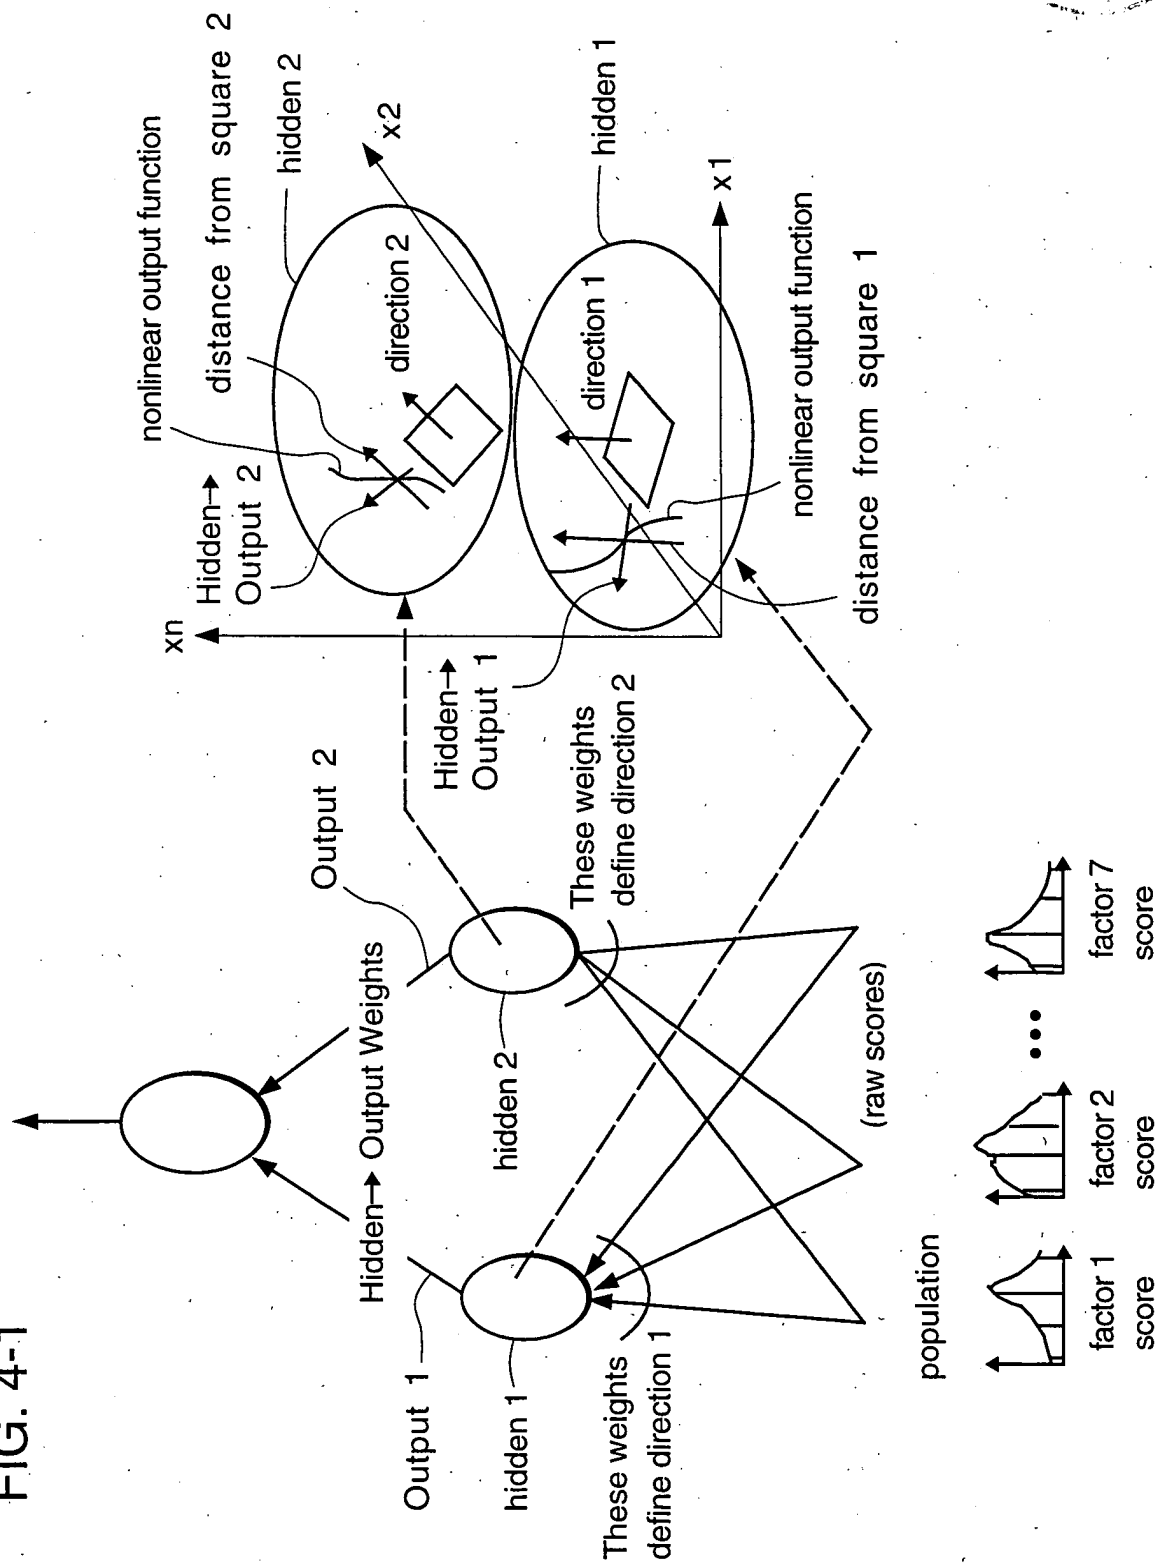 FIG. 4-1
Output 1
hidden 1
These weights
define direction 1
Hidden→Output Weights
Output 2
hidden 2
These weights
define direction 2
(raw scores)
population
factor 1
score
factor 2
score
•••
factor 7
score
xn
x2
x1
Hidden→
Output 2
nonlinear output function
distance from square 2
hidden 2
direction 2
Hidden→
Output 1
direction 1
hidden 1
nonlinear output function
distance from square 1